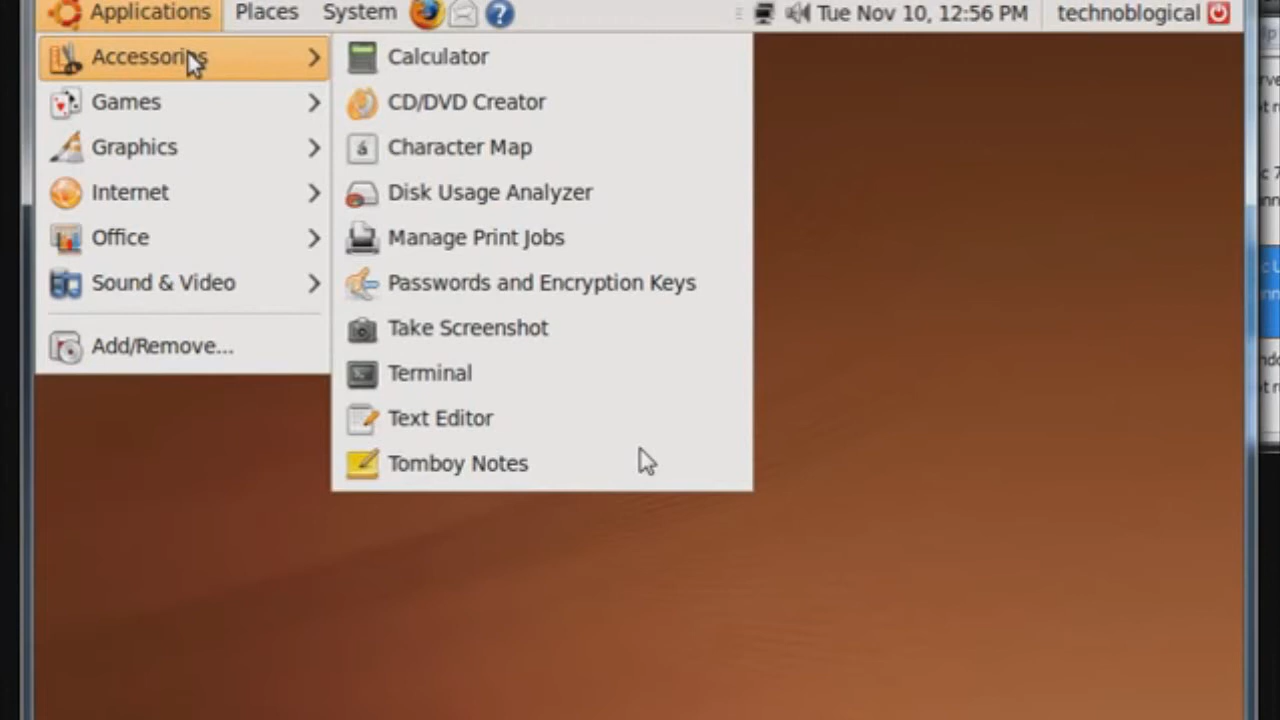 Applications Places System Tue Nov 10, 12:56 PM technoblogical
Accessories
Games
Graphics
Internet
Office
Sound & Video
Add/Remove...
Calculator
CD/DVD Creator
Character Map
Disk Usage Analyzer
Manage Print Jobs
Passwords and Encryption Keys
Take Screenshot
Terminal
Text Editor
Tomboy Notes